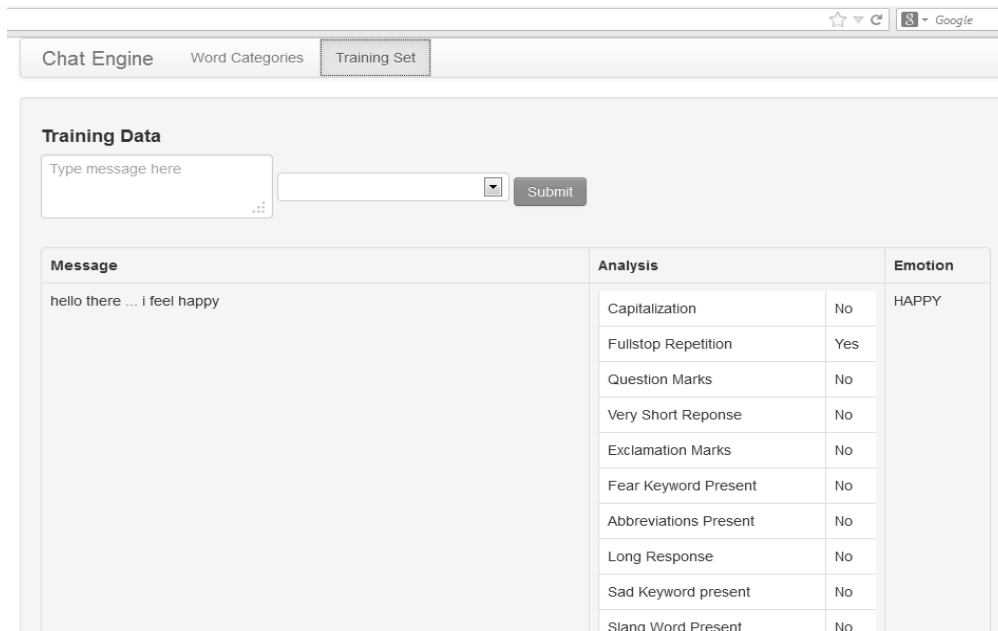 Google
Chat Engine Word Categories Training Set
Training Data
Type message here
Submit
Message Analysis Emotion
hello there ... i feel happy HAPPY
Capitalization No
Fullstop Repetition Yes
Question Marks No
Very Short Reponse No
Exclamation Marks No
Fear Keyword Present No
Abbreviations Present No
Long Response No
Sad Keyword present No
Slang Word Present No